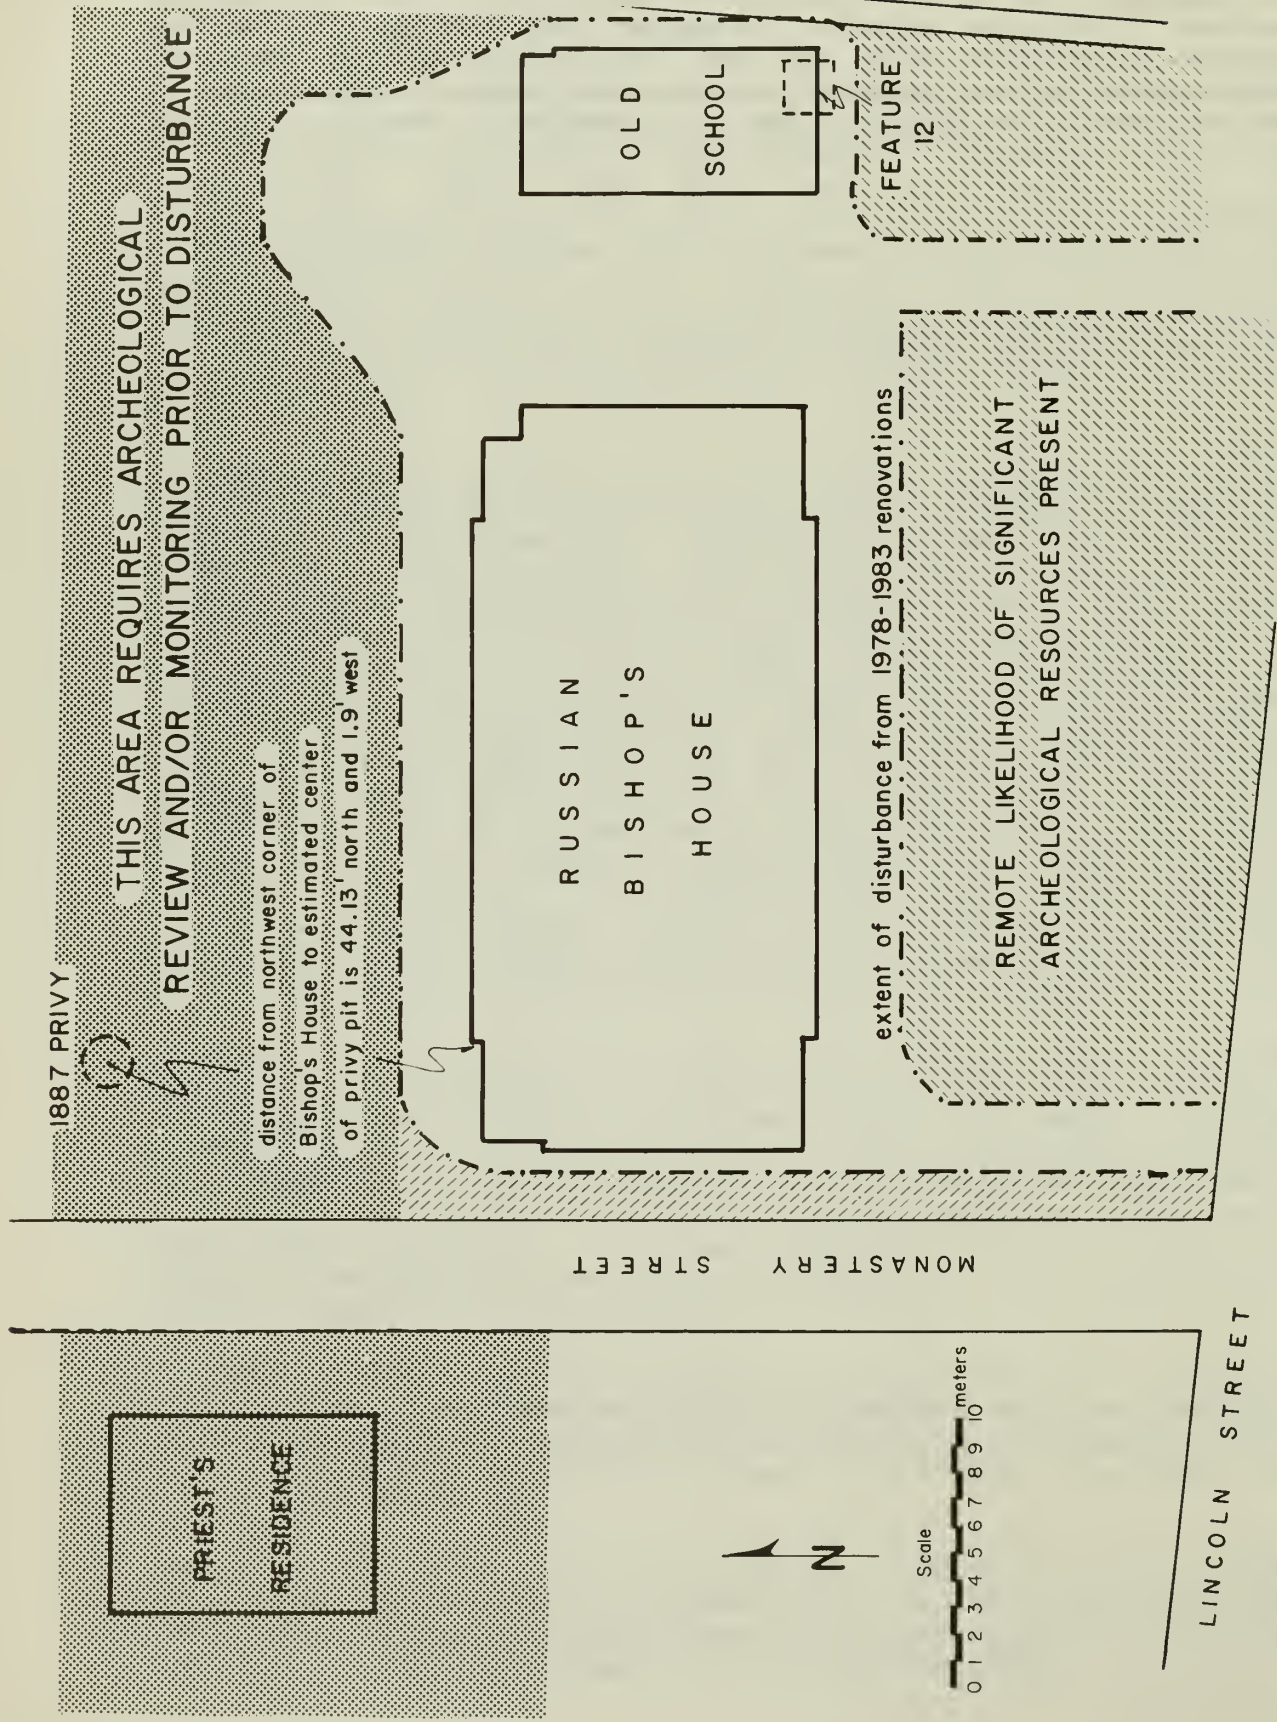 1887 PRIVY
THIS AREA REQUIRES ARCHEOLOGICAL
REVIEW AND/OR MONITORING PRIOR TO DISTURBANCE
distance from northwest corner of
Bishop's House to estimated center
of privy pit is 44.13' north and 1.9' west
PRIEST'S
RESIDENCE
RUSSIAN
BISHOP'S
HOUSE
OLD
SCHOOL
FEATURE
12
extent of disturbance from 1978-1983 renovations
REMOTE LIKELIHOOD OF SIGNIFICANT
ARCHEOLOGICAL RESOURCES PRESENT
MONASTERY STREET
N
Scale
0 1 2 3 4 5 6 7 8 9 10 meters
LINCOLN STREET